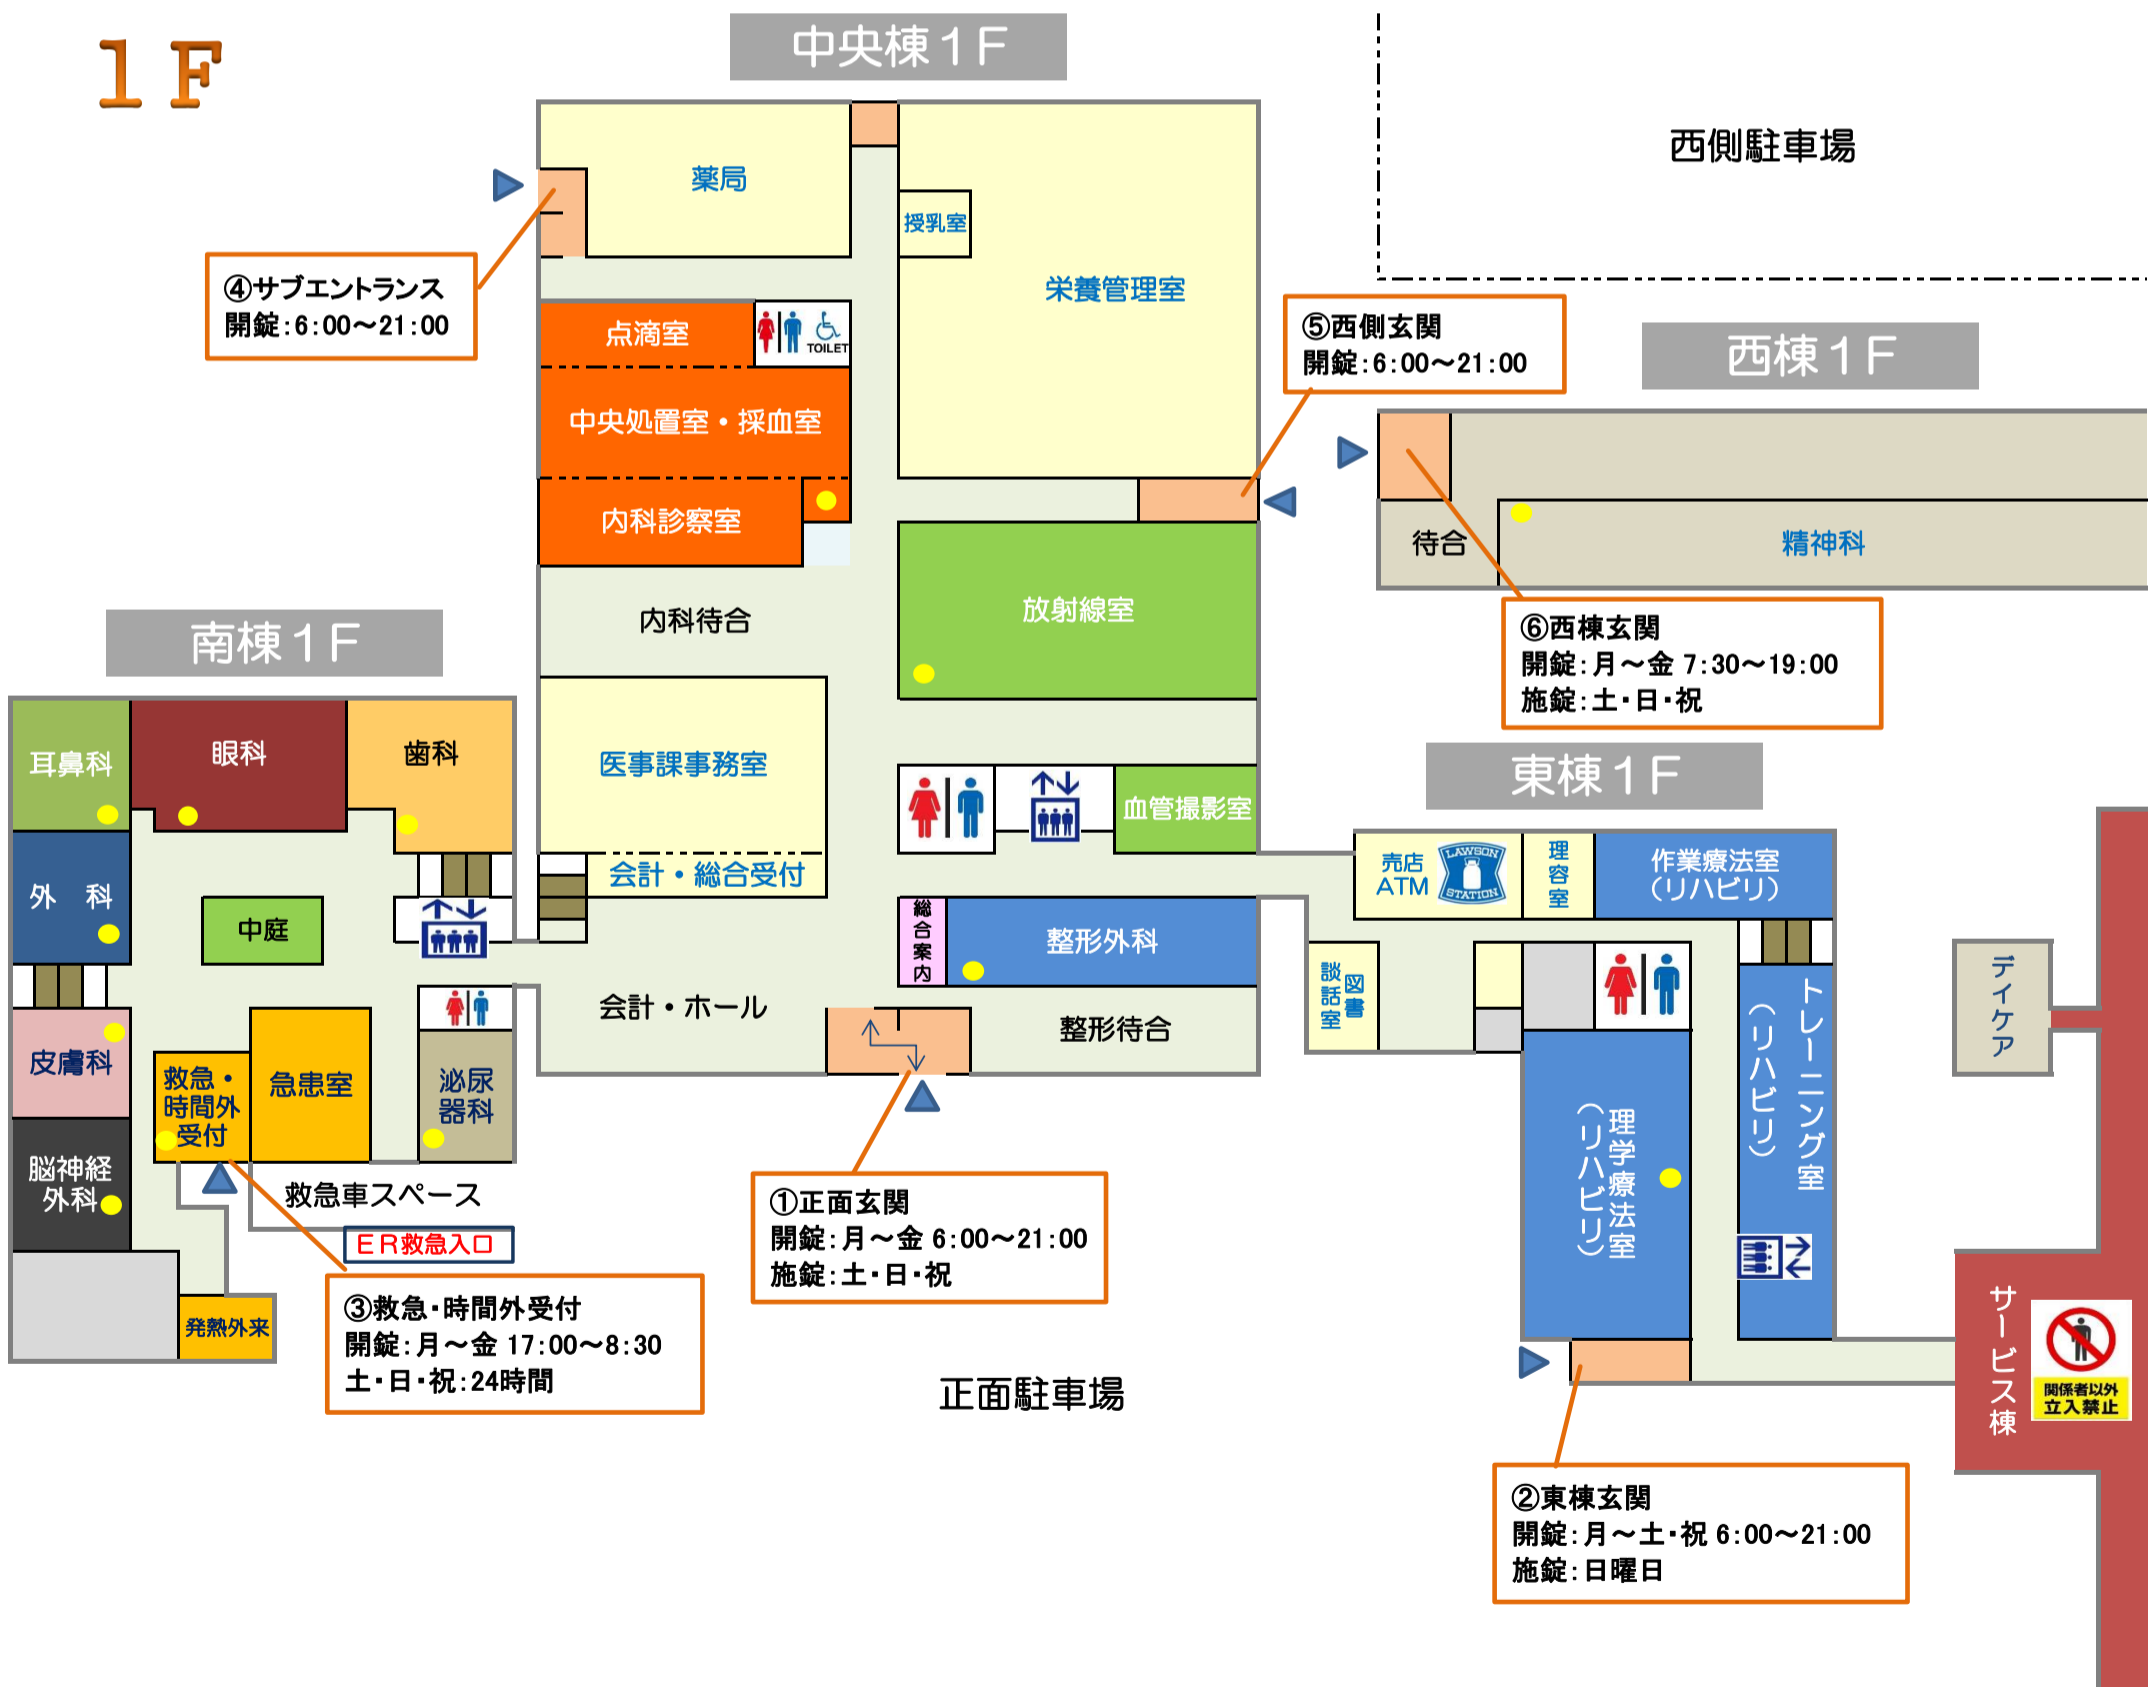 １Ｆ
中央棟１Ｆ
西側駐車場
薬局
授乳室
栄養管理室
④サブエントランス
開錠：6：00～21：00
点滴室
TOILET
中央処置室・採血室
内科診察室
⑤西側玄関
開錠：6：00～21：00
西棟１Ｆ
待合
精神科
放射線室
内科待合
⑥西棟玄関
開錠：月～金 7：30～19：00
施錠：土・日・祝
南棟１Ｆ
耳鼻科
眼科
歯科
医事課事務室
血管撮影室
会計・総合受付
東棟１Ｆ
売店
ATM
LAWSON
STATION
理容室
作業療法室
（リハビリ）
外　科
中庭
総合案内
整形外科
談話室
図書
デイケア
会計・ホール
整形待合
トレーニング室
（リハビリ）
皮膚科
救急・
時間外
受付
急患室
泌尿
器科
脳神経
外科
救急車スペース
ＥＲ救急入口
理学療法室
（リハビリ）
①正面玄関
開錠：月～金 6：00～21：00
施錠：土・日・祝
発熱外来
③救急・時間外受付
開錠：月～金 17：00～8：30
土・日・祝：24時間
正面駐車場
サービス棟
関係者以外
立入禁止
②東棟玄関
開錠：月～土・祝 6：00～21：00
施錠：日曜日